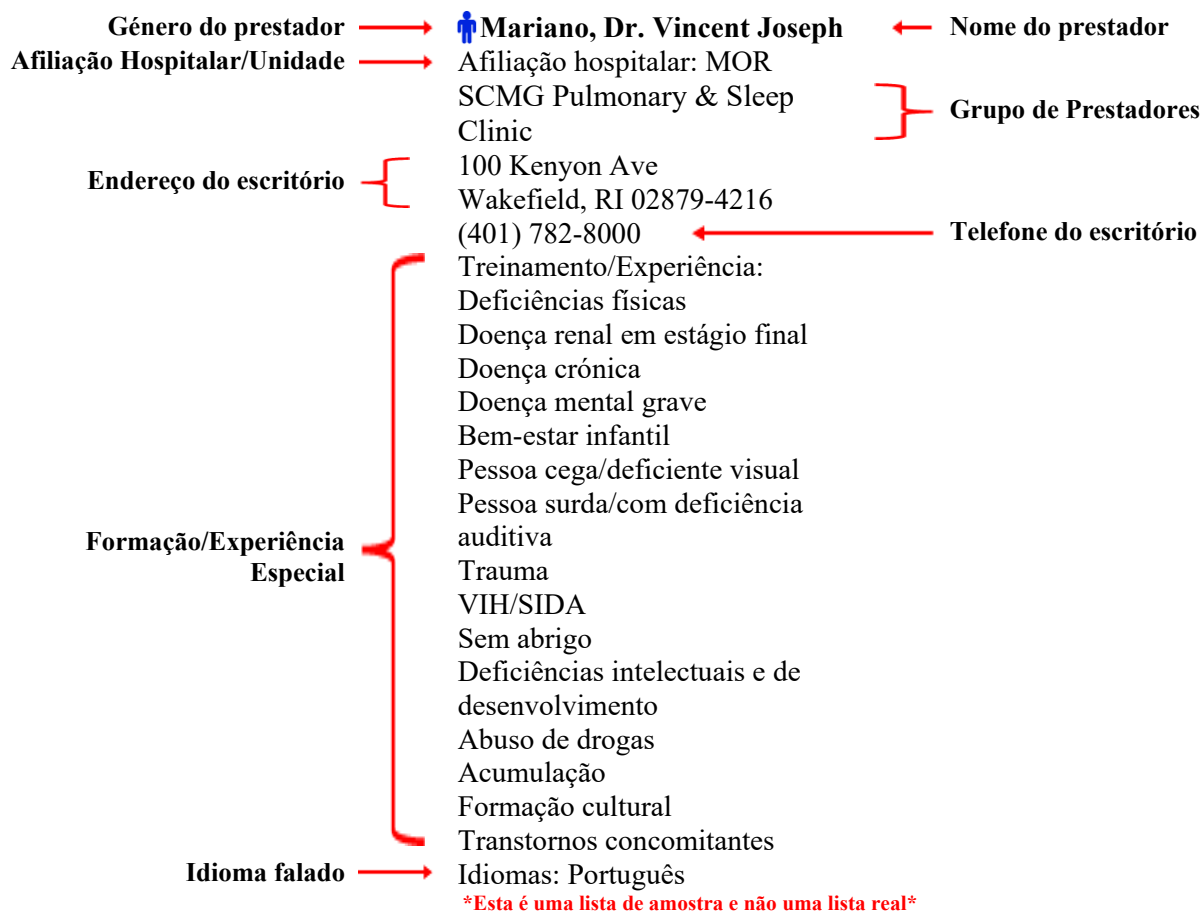 Género do prestador
Mariano, Dr. Vincent Joseph
Nome do prestador
Afiliação Hospitalar/Unidade
Afiliação hospitalar: MOR
SCMG Pulmonary & Sleep
Clinic
Grupo de Prestadores
Endereço do escritório
100 Kenyon Ave
Wakefield, RI 02879-4216
(401) 782-8000
Telefone do escritório
Treinamento/Experiência:
Deficiências físicas
Doença renal em estágio final
Doença crónica
Doença mental grave
Bem-estar infantil
Pessoa cega/deficiente visual
Pessoa surda/com deficiência
auditiva
Formação/Experiência
Especial
Trauma
VIH/SIDA
Sem abrigo
Deficiências intelectuais e de
desenvolvimento
Abuso de drogas
Acumulação
Formação cultural
Transtornos concomitantes
Idioma falado
Idiomas: Português
*Esta é uma lista de amostra e não uma lista real*